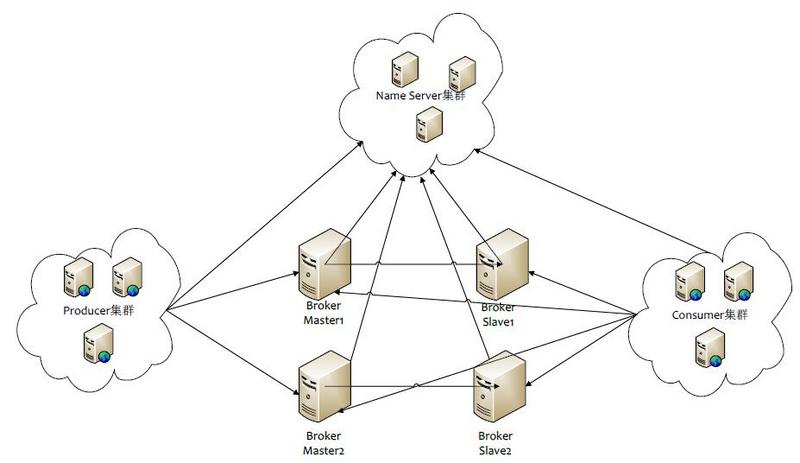 Name Server集群
Producer集群
Broker
Master1
Broker
Slave1
Consumer集群
Broker
Master2
Broker
Slave2